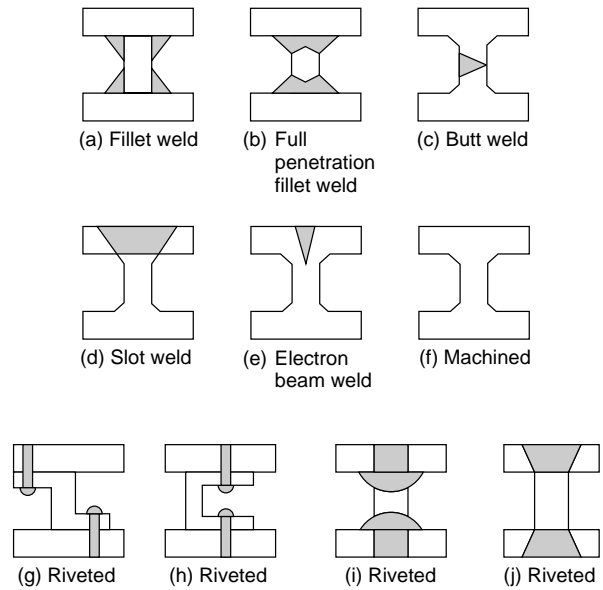 (a) Fillet weld
(b) Full
penetration
fillet weld
(c) Butt weld
(d) Slot weld
(e) Electron
beam weld
(f) Machined
(g) Riveted
(h) Riveted
(i) Riveted
(j) Riveted